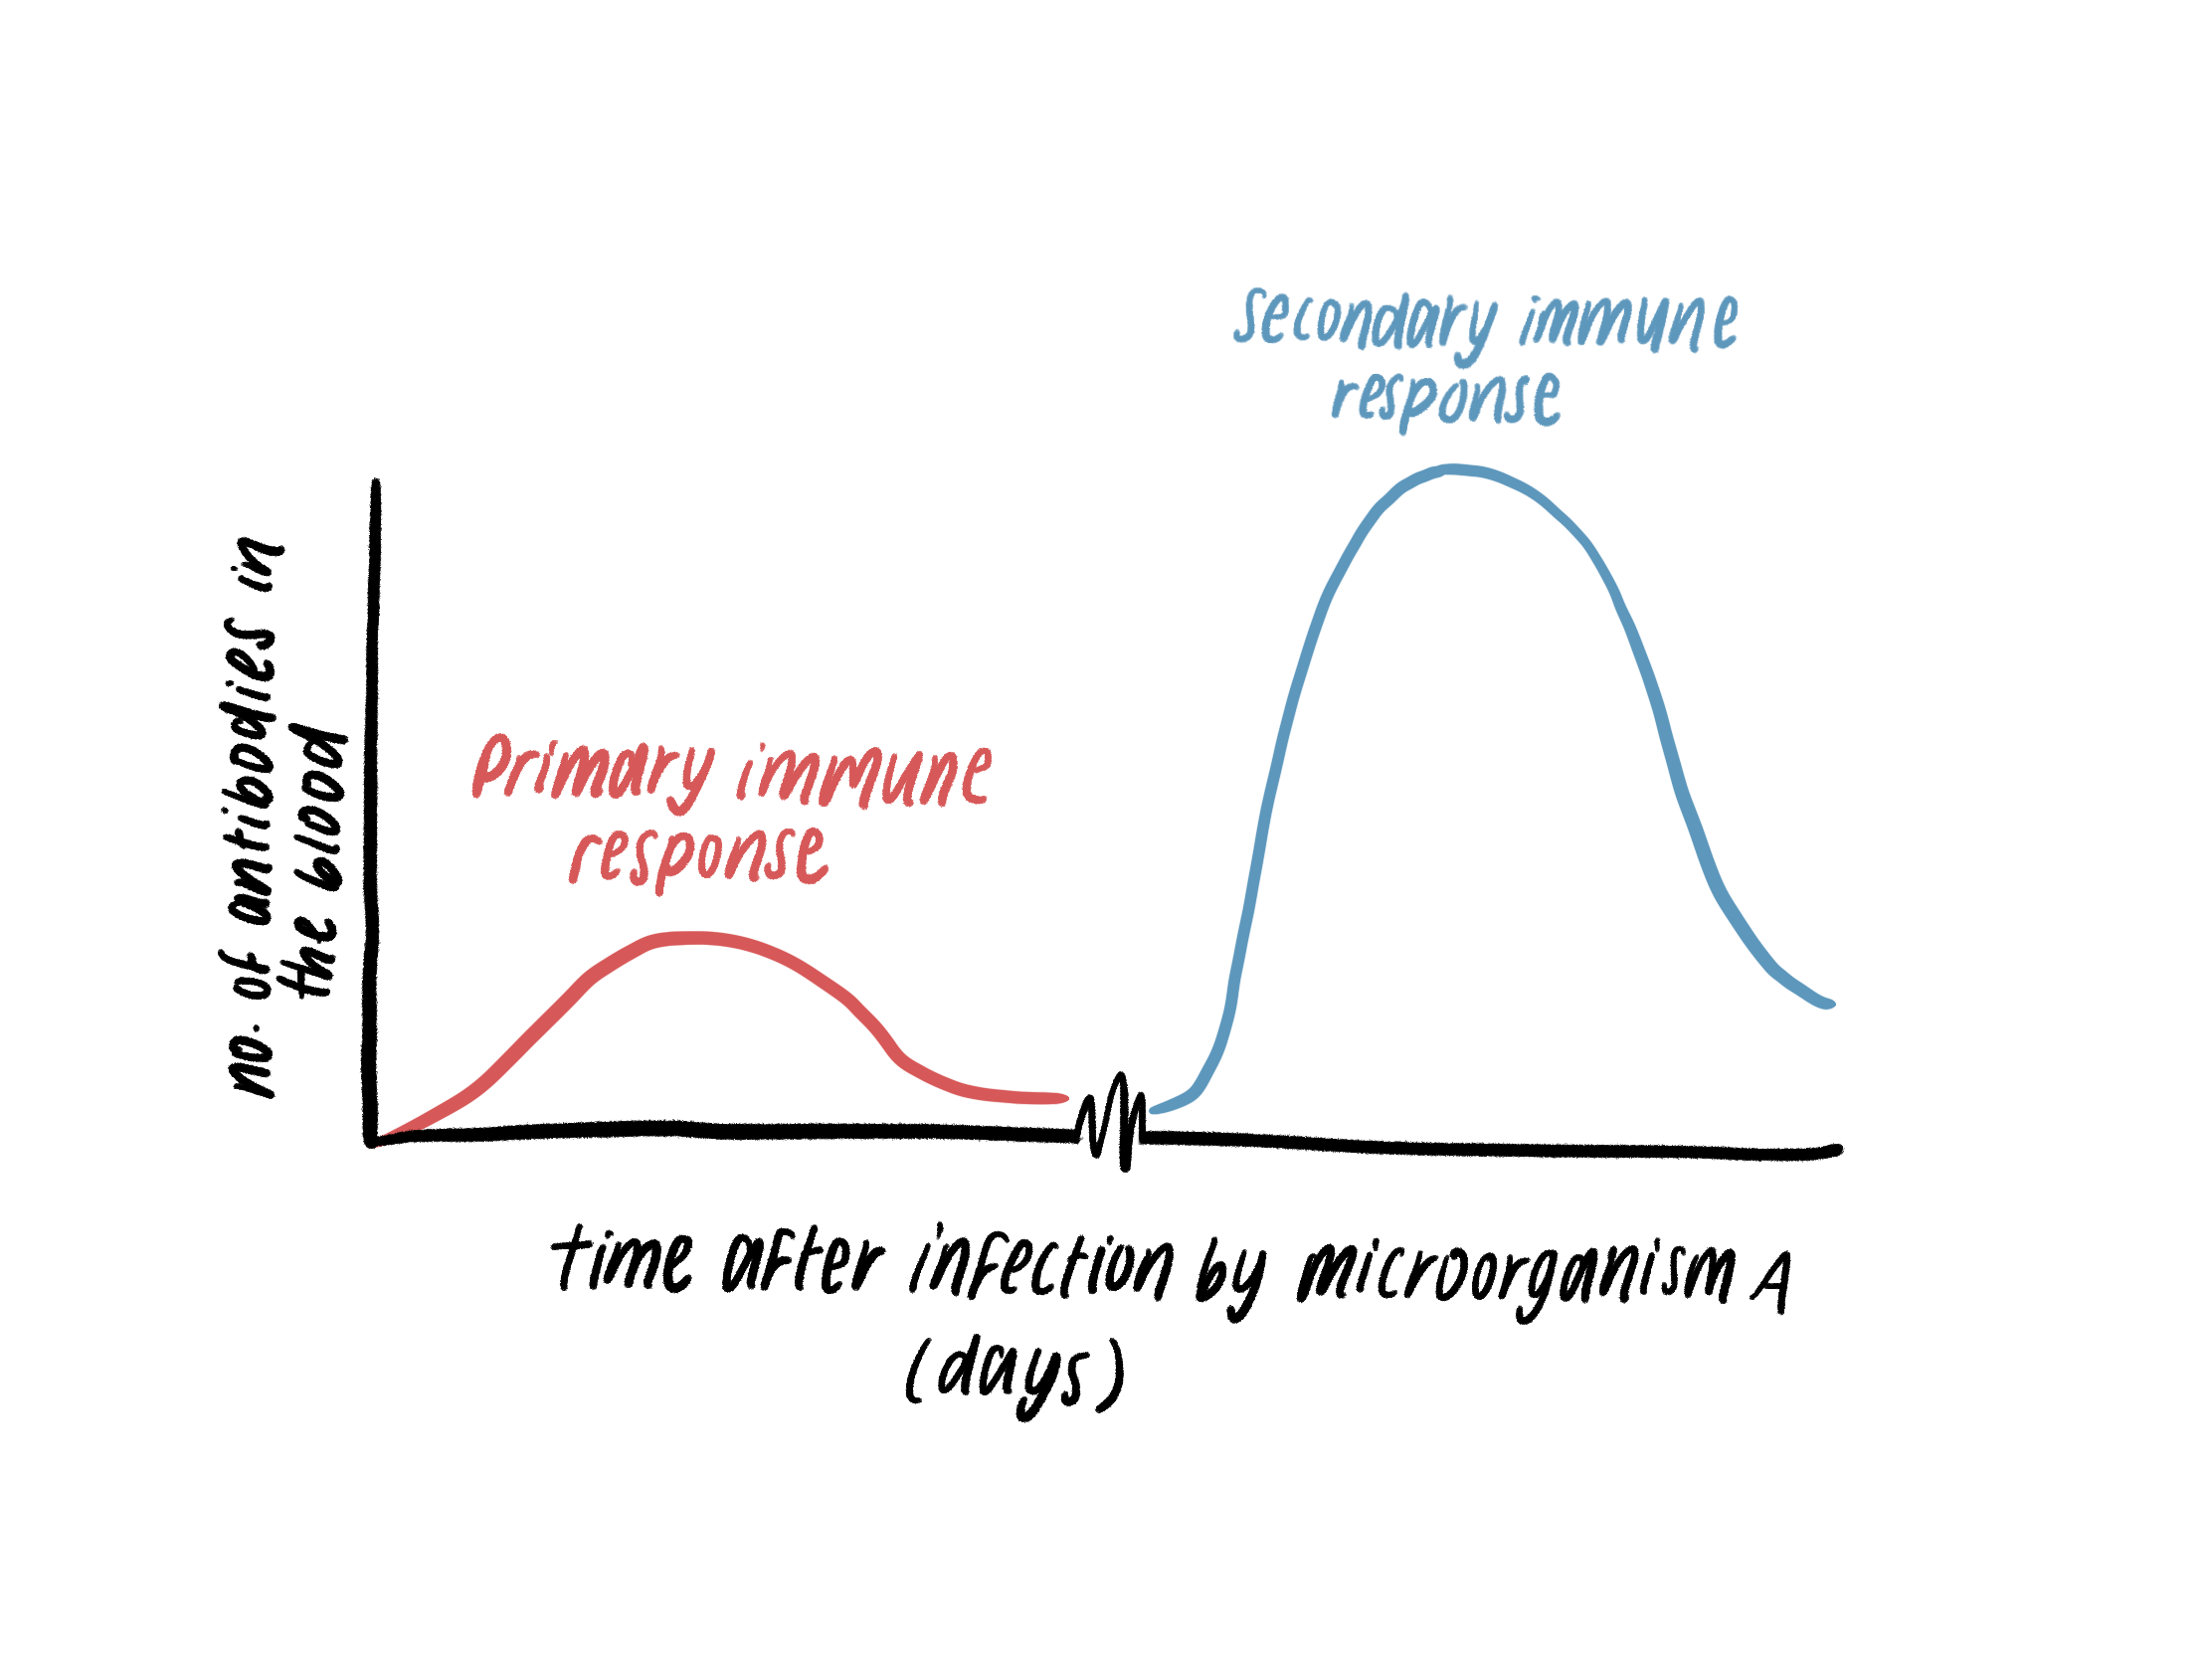 secondary immune
response
Primary immune
response
no. of antibodies in
the blood
time after infection by microorganism A
(days)